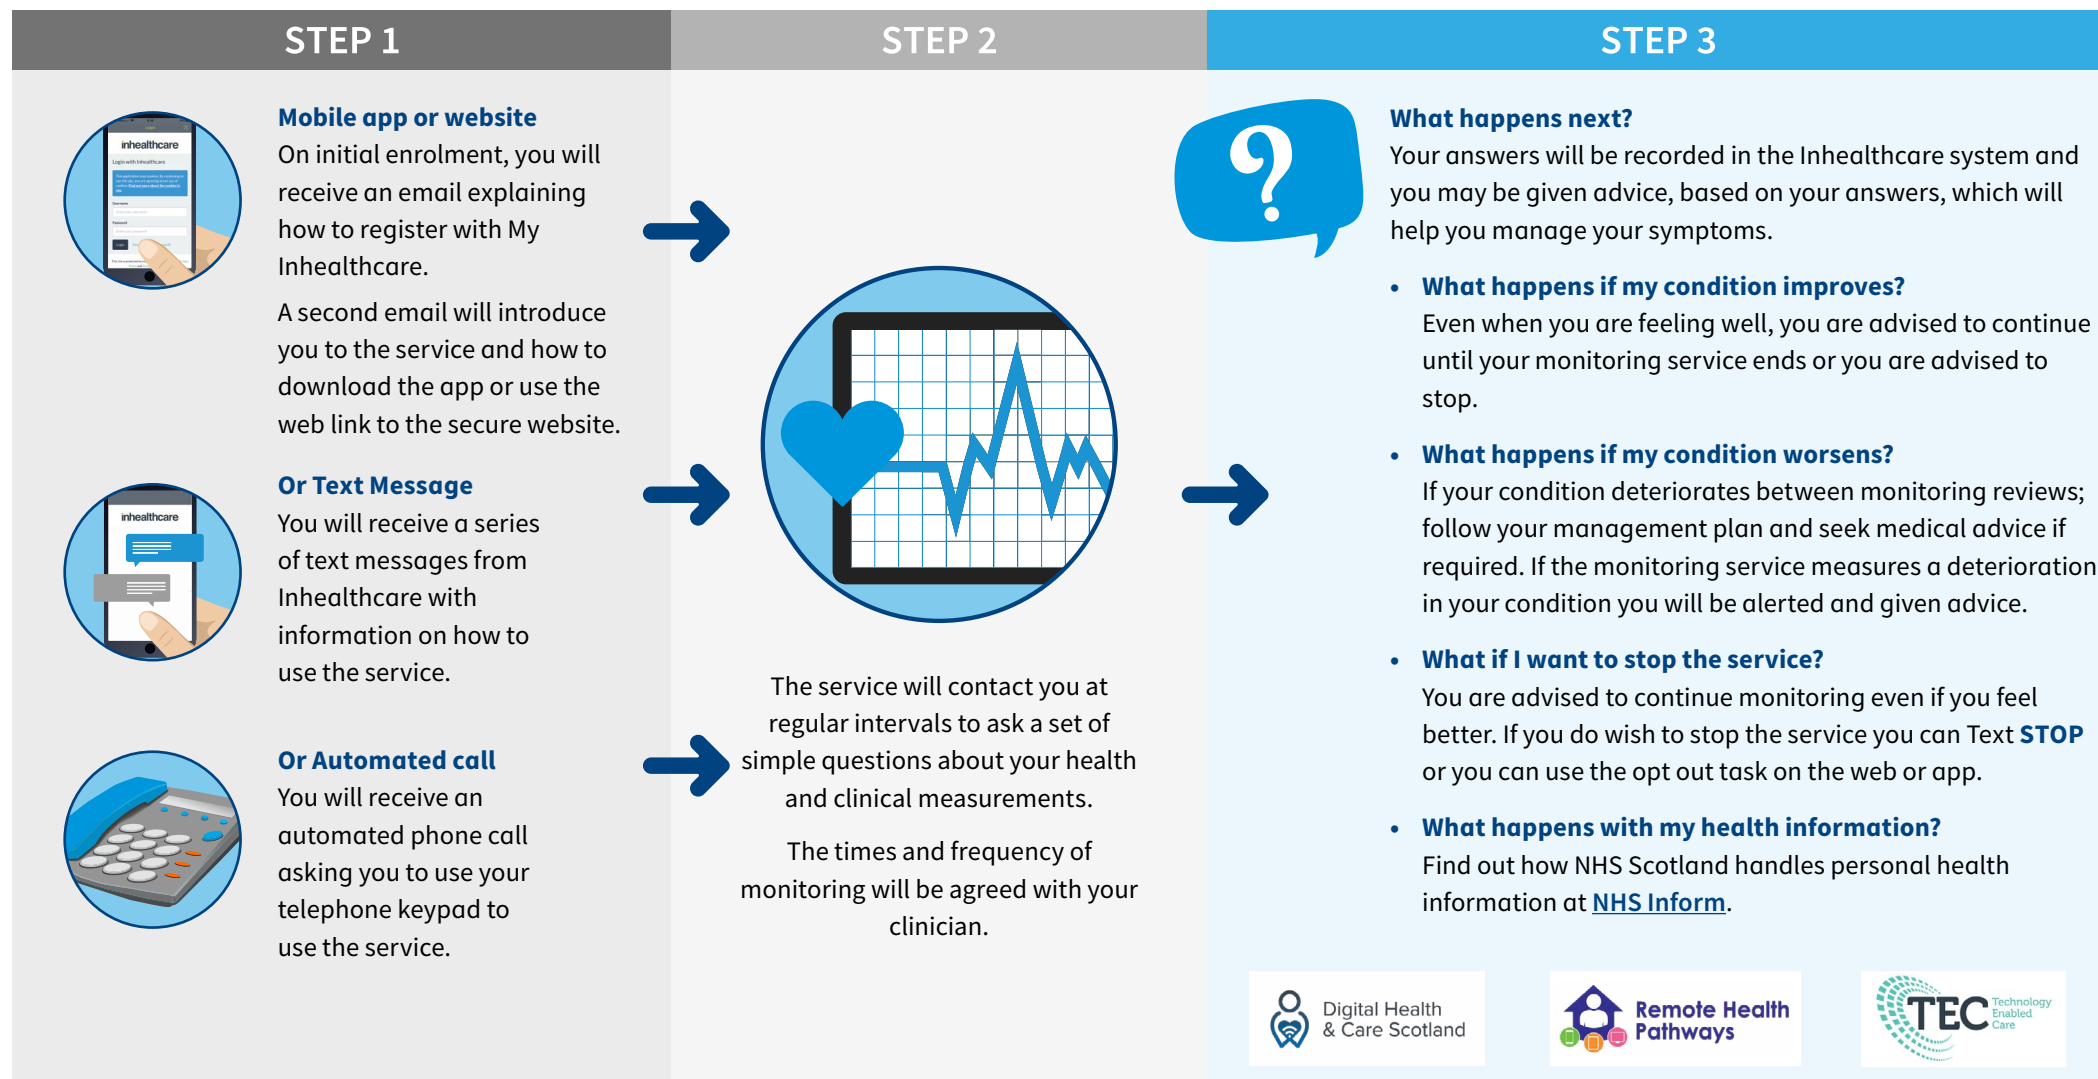 STEP 1
STEP 2
STEP 3
inhealthcare
Login with Inhealthcare
Mobile app or website
On initial enrolment, you will
receive an email explaining
how to register with My
Inhealthcare.
A second email will introduce
you to the service and how to
download the app or use the
web link to the secure website.
inhealthcare
Or Text Message
You will receive a series
of text messages from
Inhealthcare with
information on how to
use the service.
Or Automated call
You will receive an
automated phone call
asking you to use your
telephone keypad to
use the service.
The service will contact you at
regular intervals to ask a set of
simple questions about your health
and clinical measurements.
The times and frequency of
monitoring will be agreed with your
clinician.
?
What happens next?
Your answers will be recorded in the Inhealthcare system and
you may be given advice, based on your answers, which will
help you manage your symptoms.
• What happens if my condition improves?
Even when you are feeling well, you are advised to continue
until your monitoring service ends or you are advised to
stop.
• What happens if my condition worsens?
If your condition deteriorates between monitoring reviews;
follow your management plan and seek medical advice if
required. If the monitoring service measures a deterioration
in your condition you will be alerted and given advice.
• What if I want to stop the service?
You are advised to continue monitoring even if you feel
better. If you do wish to stop the service you can Text STOP
or you can use the opt out task on the web or app.
• What happens with my health information?
Find out how NHS Scotland handles personal health
information at NHS Inform.
Digital Health
& Care Scotland
Remote Health
Pathways
TEC Technology
Enabled
Care